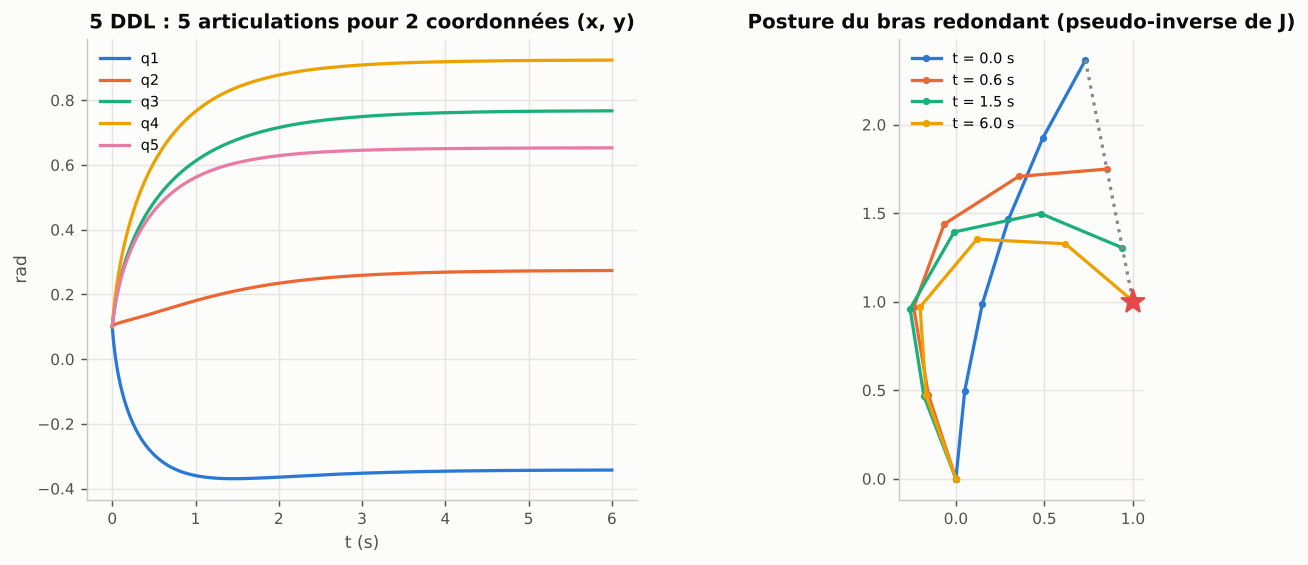 5 DDL : 5 articulations pour 2 coordonnées (x, y)
q1
q2
q3
q4
q5
0.8
0.6
0.4
0.2
0.0
−0.2
−0.4
rad
0
1
2
3
4
5
6
t (s)
Posture du bras redondant (pseudo-inverse de J)
t = 0.0 s
t = 0.6 s
t = 1.5 s
t = 6.0 s
2.0
1.5
1.0
0.5
0.0
0.0
0.5
1.0